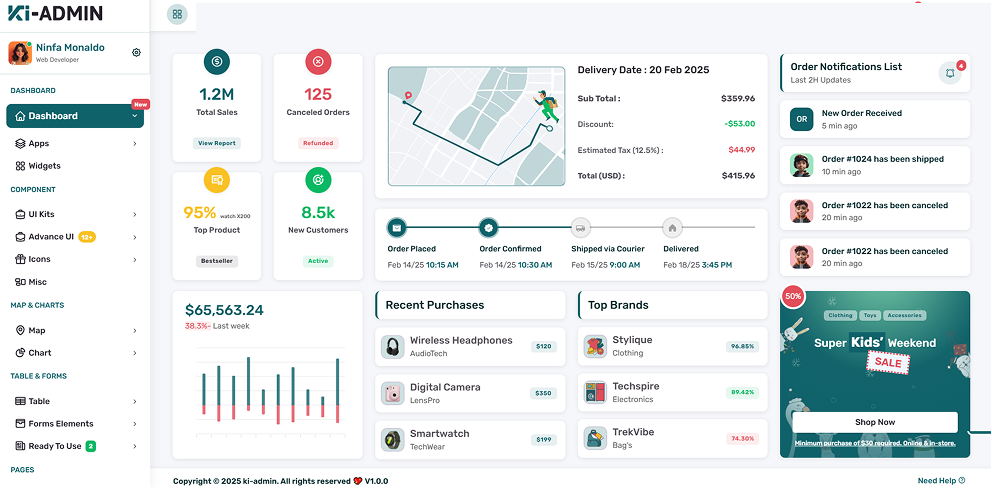 Ki-ADMIN
Ninfa Monaldo
Web Developer
DASHBOARD
New
Dashboard
Apps
Widgets
COMPONENT
UI Kits
Advance UI 12+
Icons
Misc
MAP & CHARTS
Map
Chart
TABLE & FORMS
Table
Forms Elements
Ready To Use 2
PAGES
1.2M
Total Sales
View Report
125
Canceled Orders
Refunded
95% watch X200
Top Product
Bestseller
8.5k
New Customers
Active
Delivery Date : 20 Feb 2025
Sub Total : $359.96
Discount: -$53.00
Estimated Tax (12.5%) : $44.99
Total (USD) : $415.96
Order Placed
Feb 14/25 10:15 AM
Order Confirmed
Feb 14/25 10:30 AM
Shipped via Courier
Feb 15/25 9:00 AM
Delivered
Feb 18/25 3:45 PM
Order Notifications List
Last 2H Updates
4
OR
New Order Received
5 min ago
Order #1024 has been shipped
10 min ago
Order #1022 has been canceled
20 min ago
Order #1022 has been canceled
20 min ago
$65,563.24
38.3%- Last week
Recent Purchases
Wireless Headphones
AudioTech
$120
Digital Camera
LensPro
$350
Smartwatch
TechWear
$199
Top Brands
Stylique
Clothing
96.85%
Techspire
Electronics
89.42%
TrekVibe
Bag's
74.30%
50%
Clothing Toys Accessories
Super Kids' Weekend
SALE
Shop Now
Minimum purchase of $30 required. Online & in-store.
Copyright © 2025 ki-admin. All rights reserved 💖 V1.0.0
Need Help